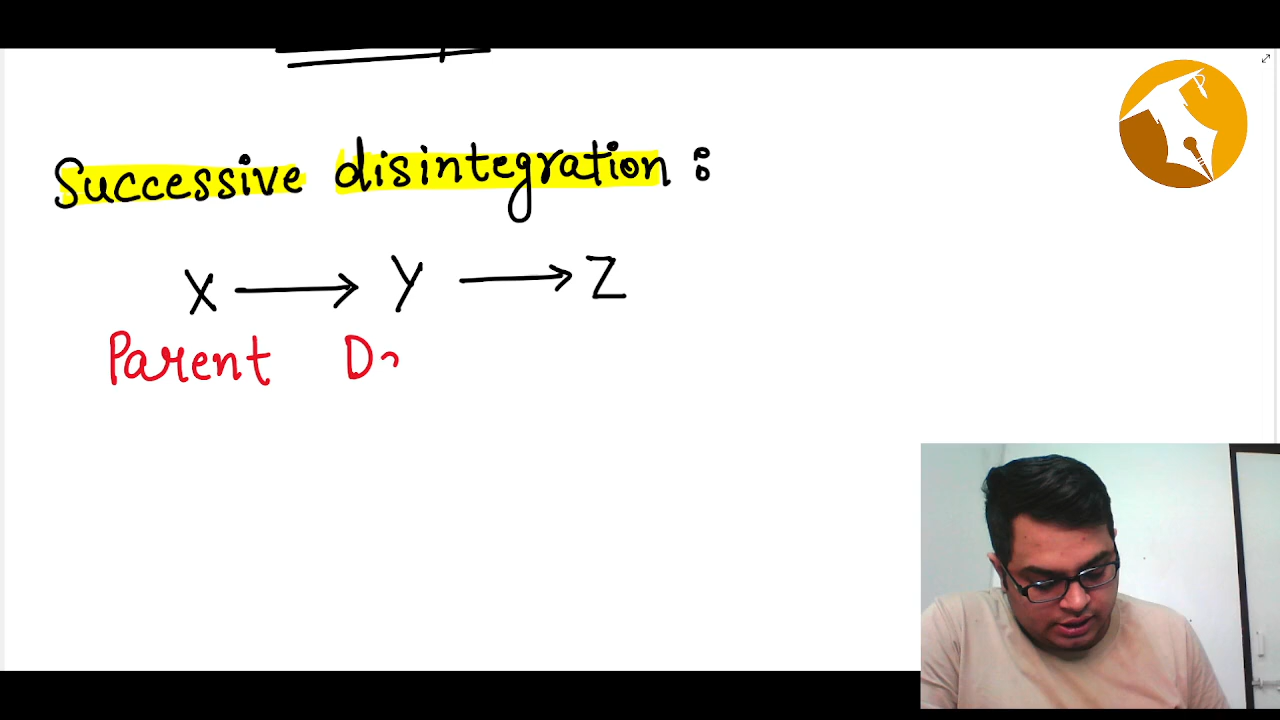 Successive disintegration :
X → Y → Z
Parent